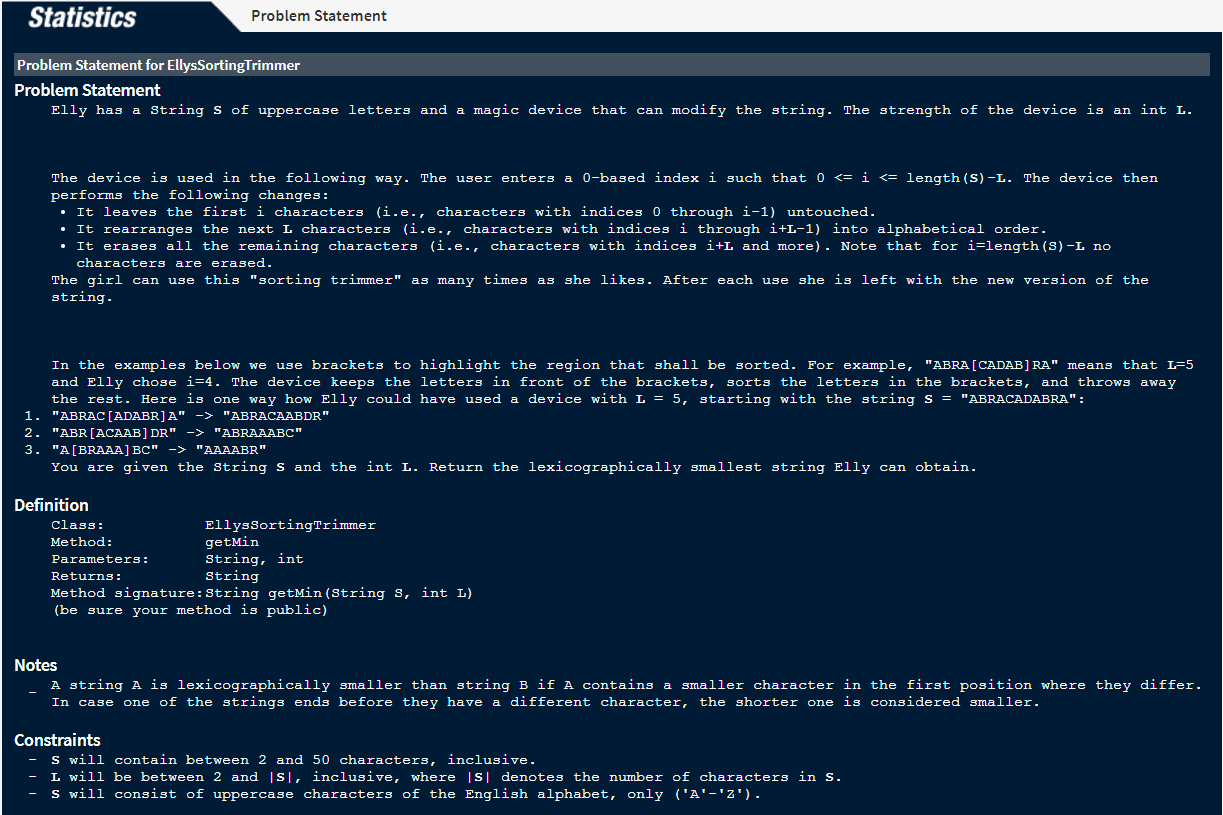 Statistics
Problem Statement
Problem Statement for EllysSortingTrimmer
Problem Statement
Elly has a String S of uppercase letters and a magic device that can modify the string. The strength of the device is an int L.
The device is used in the following way. The user enters a 0-based index i such that 0 <= i <= length(S)-L. The device then
performs the following changes:
• It leaves the first i characters (i.e., characters with indices 0 through i-1) untouched.
• It rearranges the next L characters (i.e., characters with indices i through i+L-1) into alphabetical order.
• It erases all the remaining characters (i.e., characters with indices i+L and more). Note that for i=length(S)-L no
characters are erased.
The girl can use this "sorting trimmer" as many times as she likes. After each use she is left with the new version of the
string.
In the examples below we use brackets to highlight the region that shall be sorted. For example, "ABRA[CADAB]RA" means that L=5
and Elly chose i=4. The device keeps the letters in front of the brackets, sorts the letters in the brackets, and throws away
the rest. Here is one way how Elly could have used a device with L = 5, starting with the string S = "ABRACADABRA":
1. "ABRAC[ADABR]A" -> "ABRACAABDR"
2. "ABR[ACAAB]DR" -> "ABRAAABC"
3. "A[BRAAA]BC" -> "AAAABR"
You are given the String S and the int L. Return the lexicographically smallest string Elly can obtain.
Definition
Class: EllysSortingTrimmer
Method: getMin
Parameters: String, int
Returns: String
Method signature: String getMin(String S, int L)
(be sure your method is public)
Notes
- A string A is lexicographically smaller than string B if A contains a smaller character in the first position where they differ.
In case one of the strings ends before they have a different character, the shorter one is considered smaller.
Constraints
- S will contain between 2 and 50 characters, inclusive.
- L will be between 2 and |S|, inclusive, where |S| denotes the number of characters in S.
- S will consist of uppercase characters of the English alphabet, only ('A'-'Z').